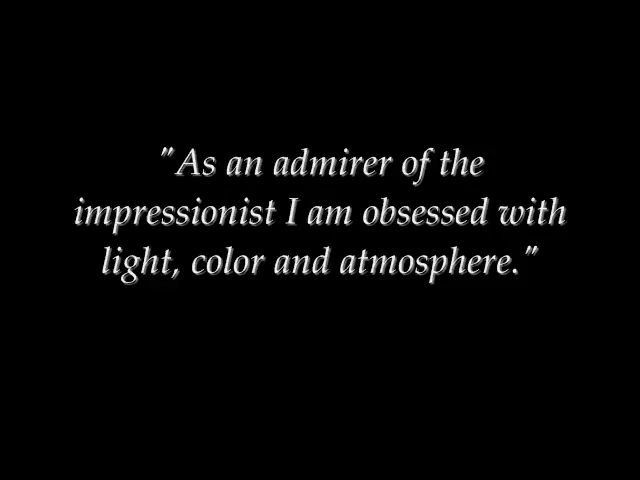 "As an admirer of the
impressionist I am obsessed with
light, color and atmosphere."